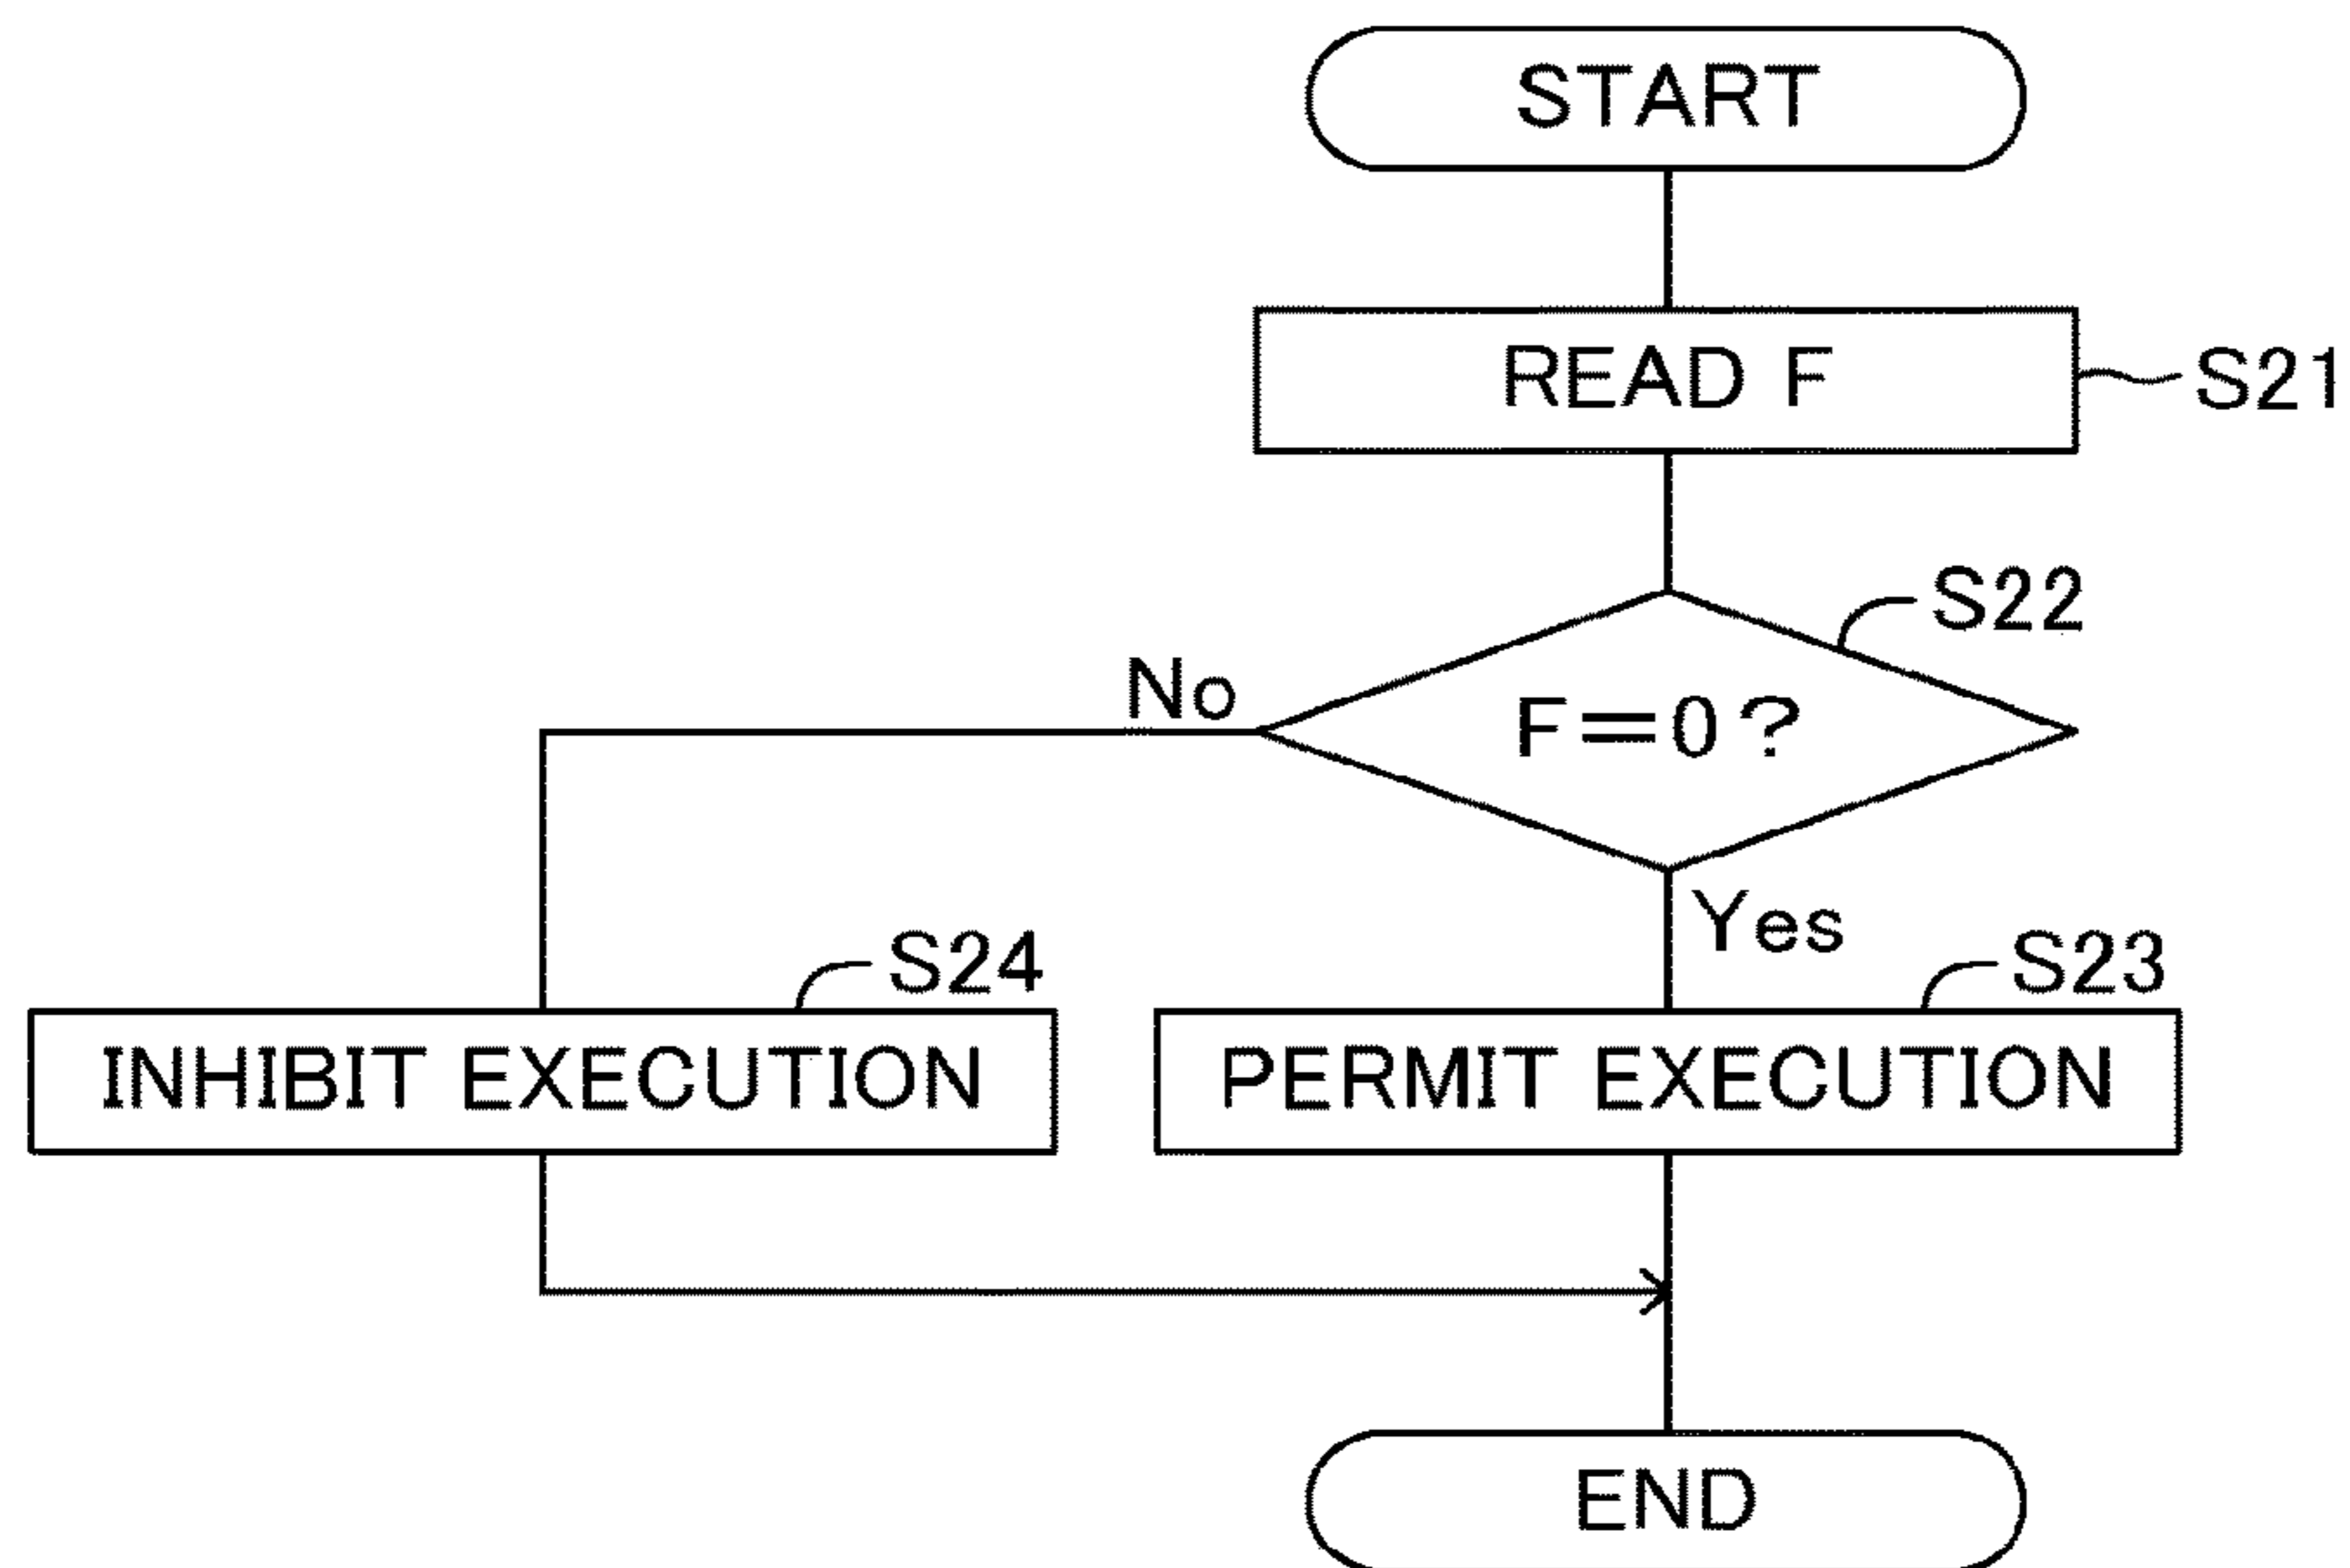 START
READ F
S21
S22
F=0?
No
Yes
S24
S23
INHIBIT EXECUTION
PERMIT EXECUTION
END